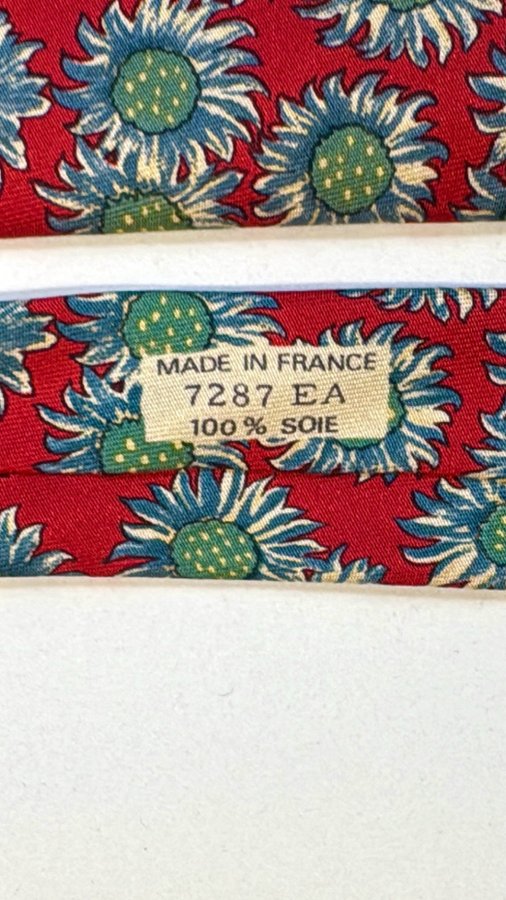 MADE IN FRANCE
7287 EA
100% SOIE